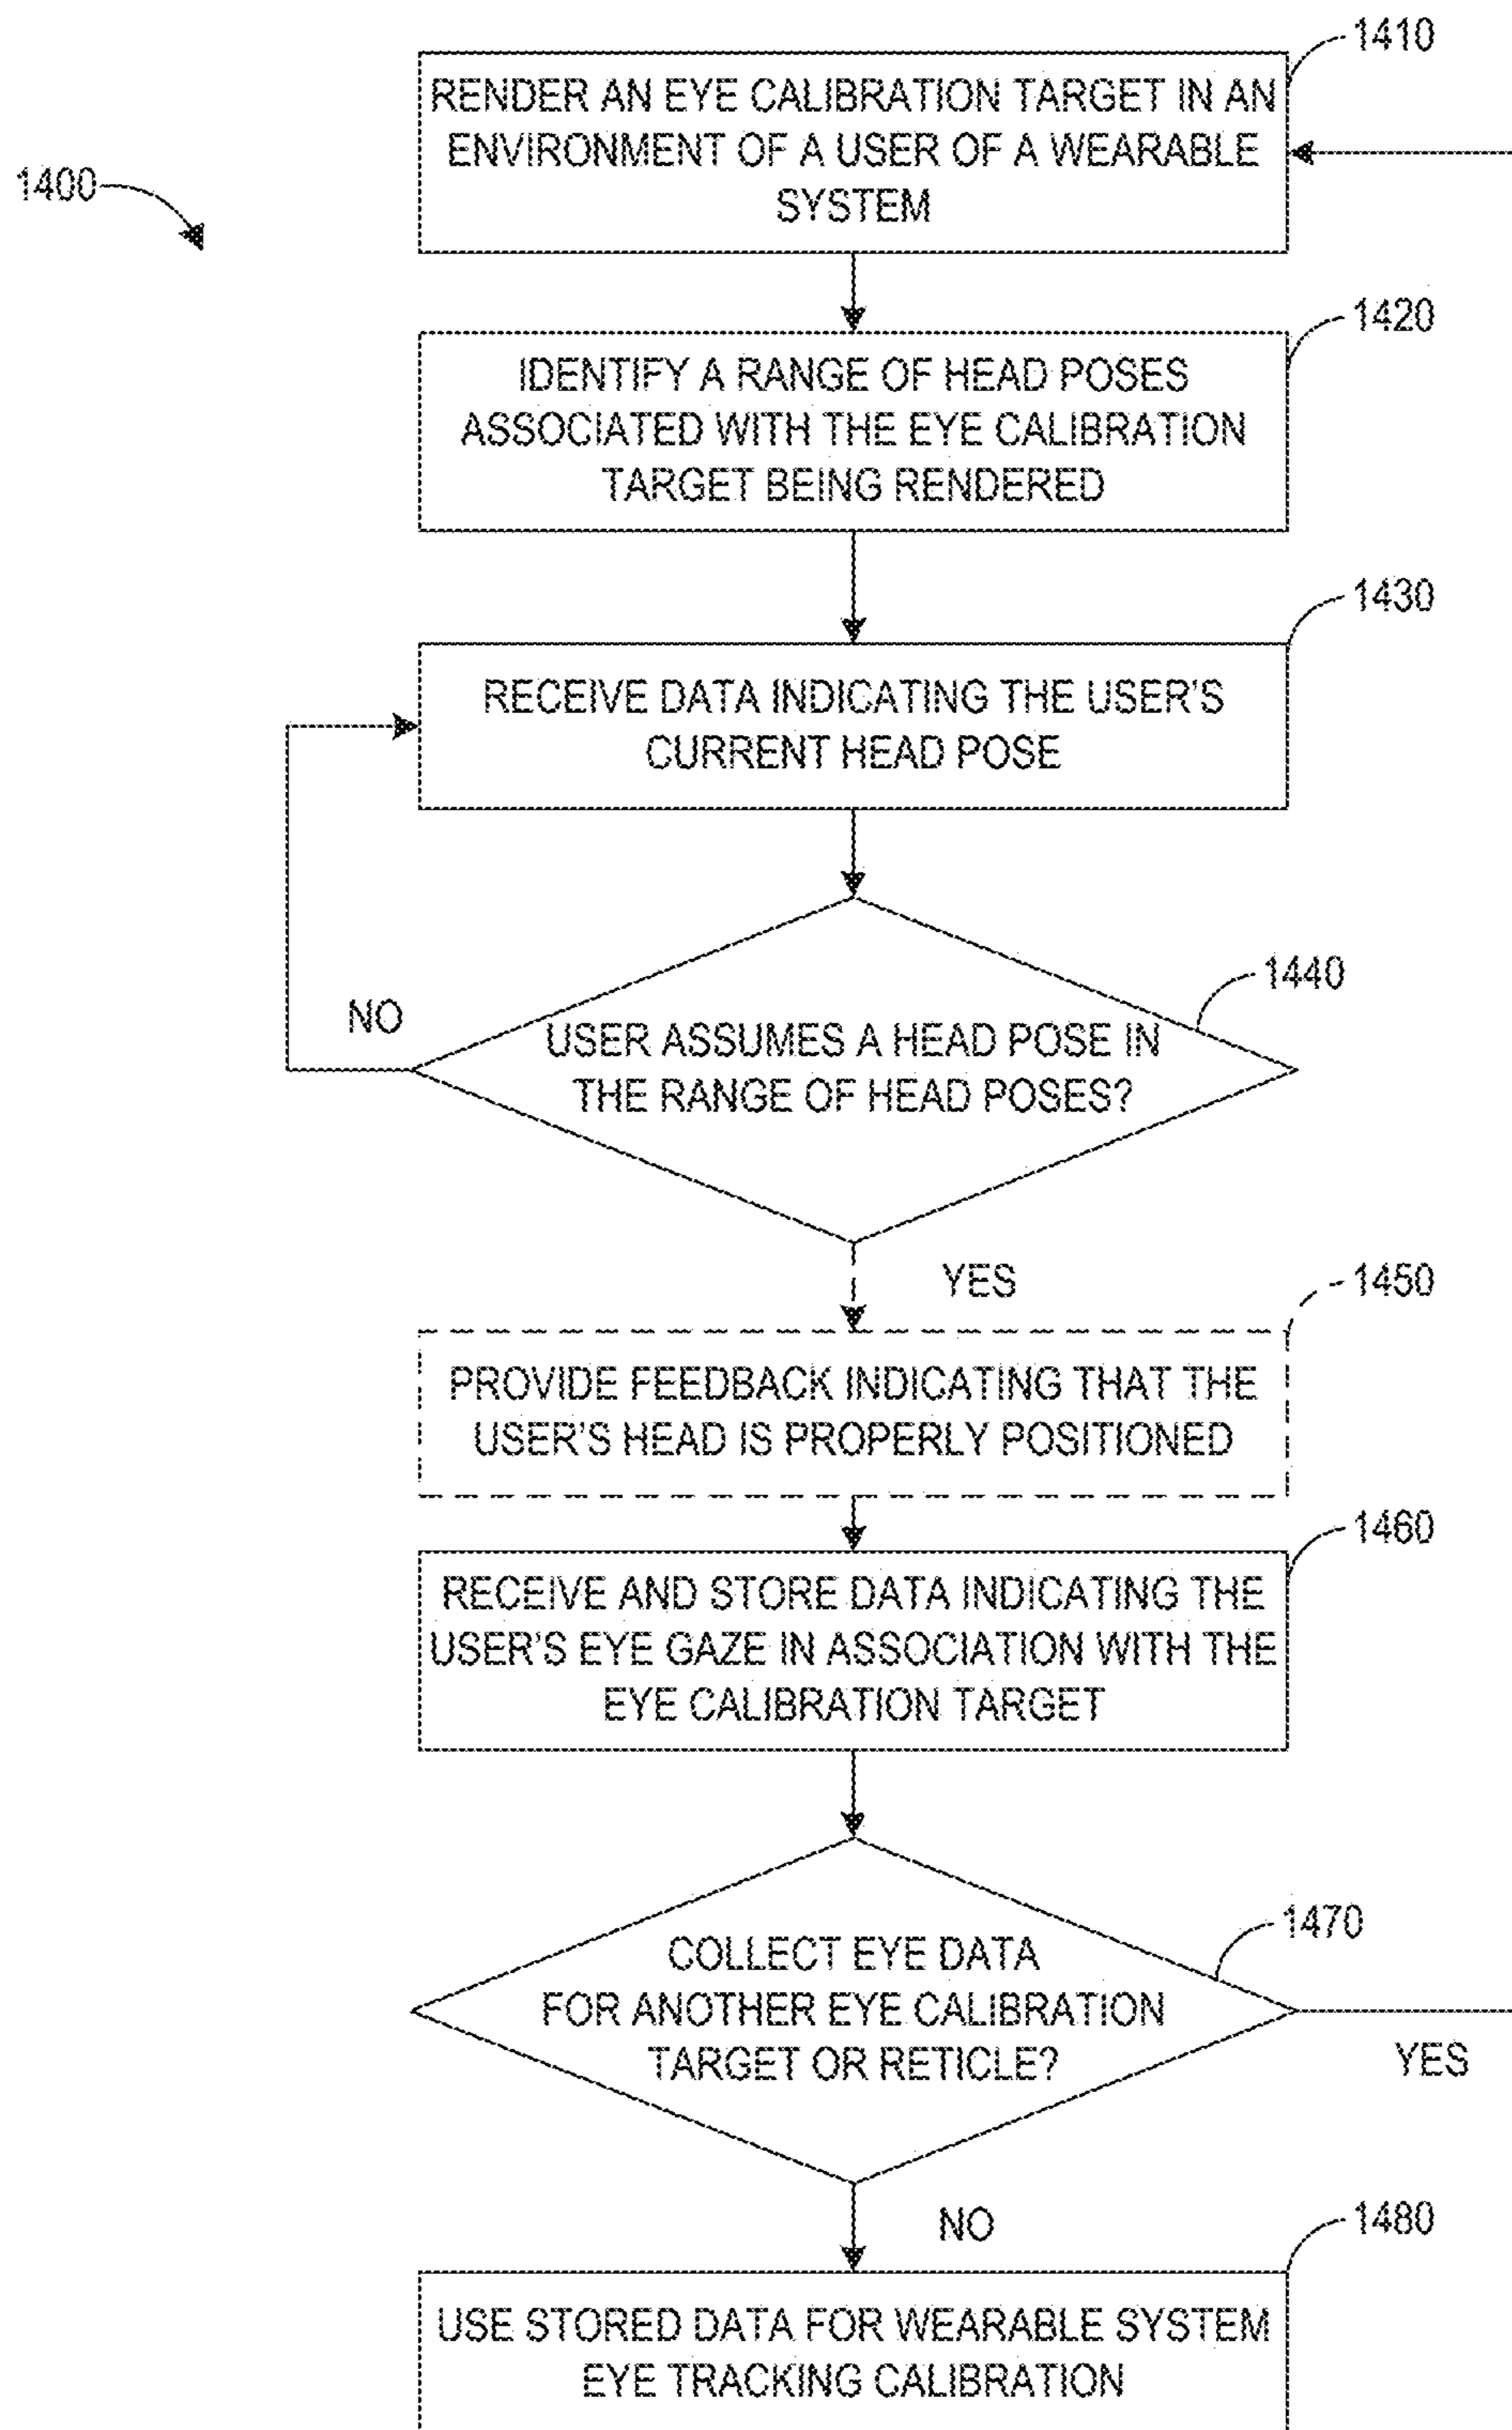 1410
RENDER AN EYE CALIBRATION TARGET IN AN
ENVIRONMENT OF A USER OF A WEARABLE
SYSTEM
1400
1420
IDENTIFY A RANGE OF HEAD POSES
ASSOCIATED WITH THE EYE CALIBRATION
TARGET BEING RENDERED
1430
RECEIVE DATA INDICATING THE USER'S
CURRENT HEAD POSE
1440
NO
USER ASSUMES A HEAD POSE IN
THE RANGE OF HEAD POSES?
YES
1450
PROVIDE FEEDBACK INDICATING THAT THE
USER'S HEAD IS PROPERLY POSITIONED
1460
RECEIVE AND STORE DATA INDICATING THE
USER'S EYE GAZE IN ASSOCIATION WITH THE
EYE CALIBRATION TARGET
1470
COLLECT EYE DATA
FOR ANOTHER EYE CALIBRATION
TARGET OR RETICLE?
YES
NO
1480
USE STORED DATA FOR WEARABLE SYSTEM
EYE TRACKING CALIBRATION